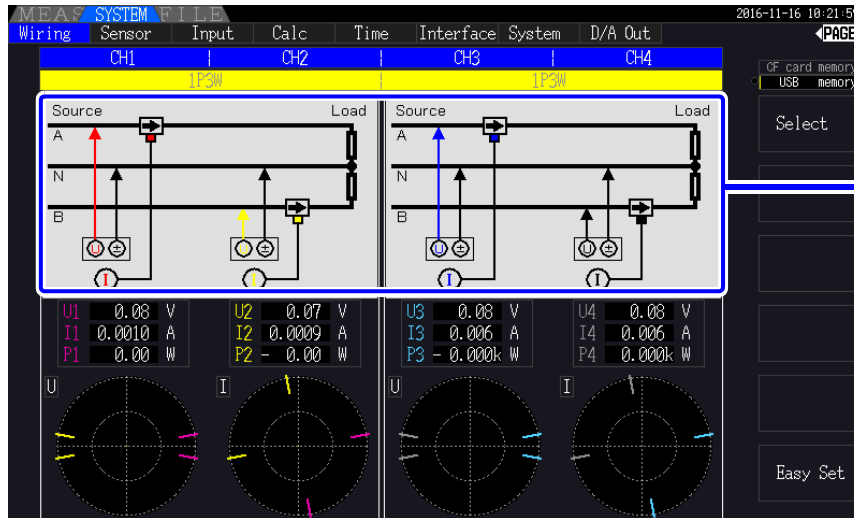 MEAS SYSTEM FILE 2016-11-16 10:21:5
Wiring Sensor Input Calc Time Interface System D/A Out PAGE
CH1 CH2 CH3 CH4
1P3W 1P3W
CF card memory
USB memory
Source Load Source Load
Select
A A
N N
B B
U ± U ± U ± U ±
I I I I
U1 0.08 V U2 0.07 V U3 0.08 V U4 0.08 V
I1 0.0010 A I2 0.0009 A I3 0.006 A I4 0.006 A
P1 0.00 W P2 - 0.00 W P3 - 0.000k W P4 0.000k W
U I U I
Easy Set